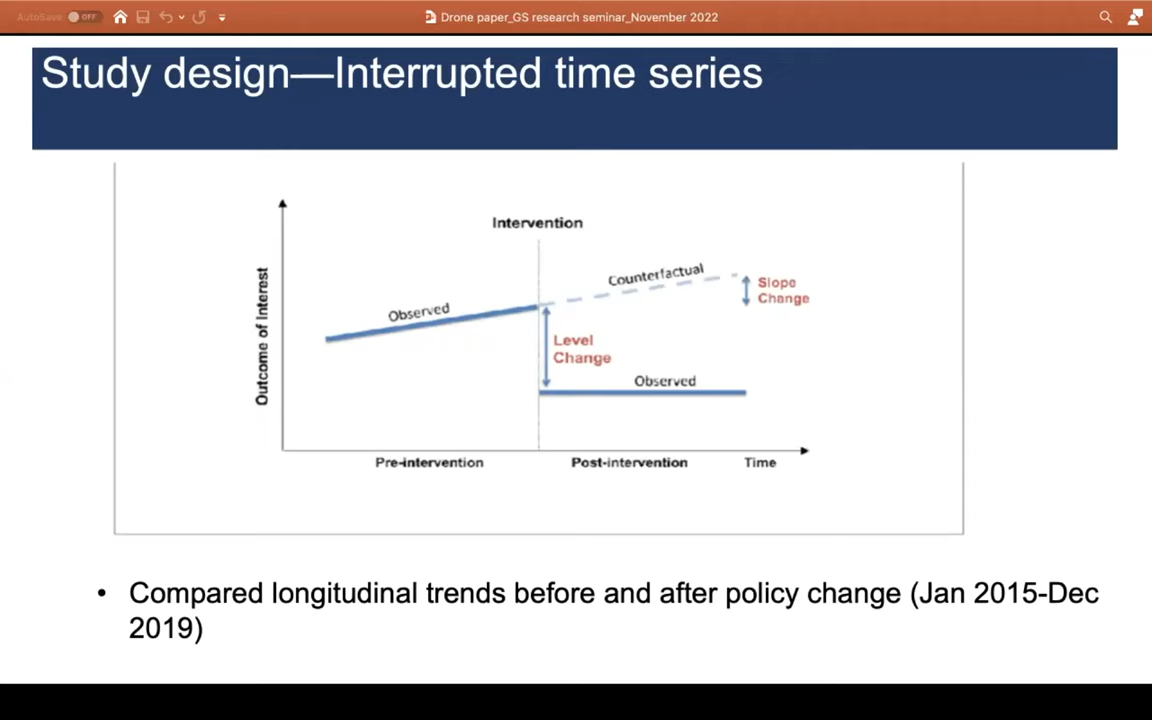 AutoSave OFF
Drone paper_GS research seminar_November 2022
Study design—Interrupted time series
Intervention
Counterfactual
Slope
Change
Observed
Outcome of Interest
Level
Change
Observed
Pre-intervention
Post-intervention
Time
• Compared longitudinal trends before and after policy change (Jan 2015-Dec
2019)